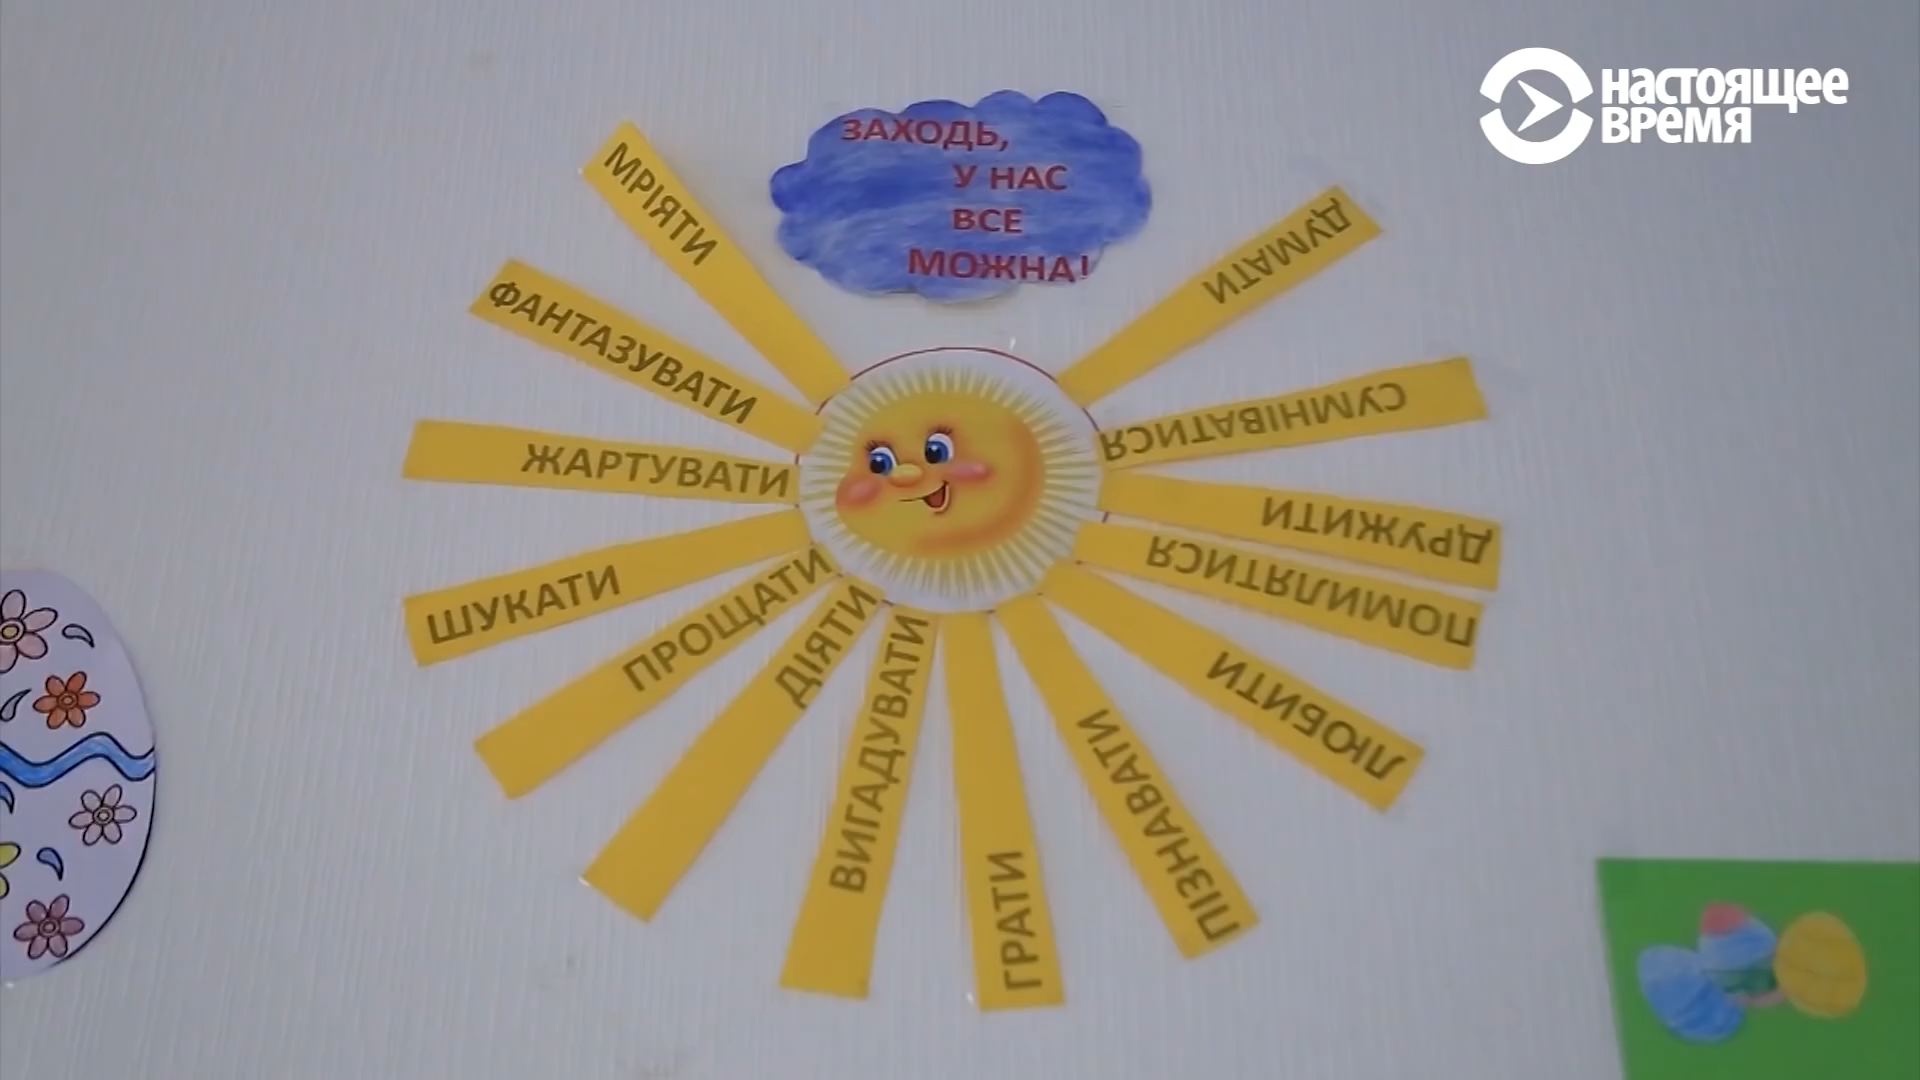 НАСТОЯЩЕЕ
ВРЕМЯ
ЗАХОДЬ,
У НАС
ВСЕ
МОЖНА!
МРІЯТИ
ФАНТАЗУВАТИ
ЖАРТУВАТИ
ШУКАТИ
ПРОЩАТИ
ДІЯТИ
ВИГАДУВАТИ
ГРАТИ
ПІЗНАВАТИ
ЛЮБИТИ
ПОМИЛЯТИСЯ
ДРУЖИТИ
СУМНІВАТИСЯ
ДУМАТИ